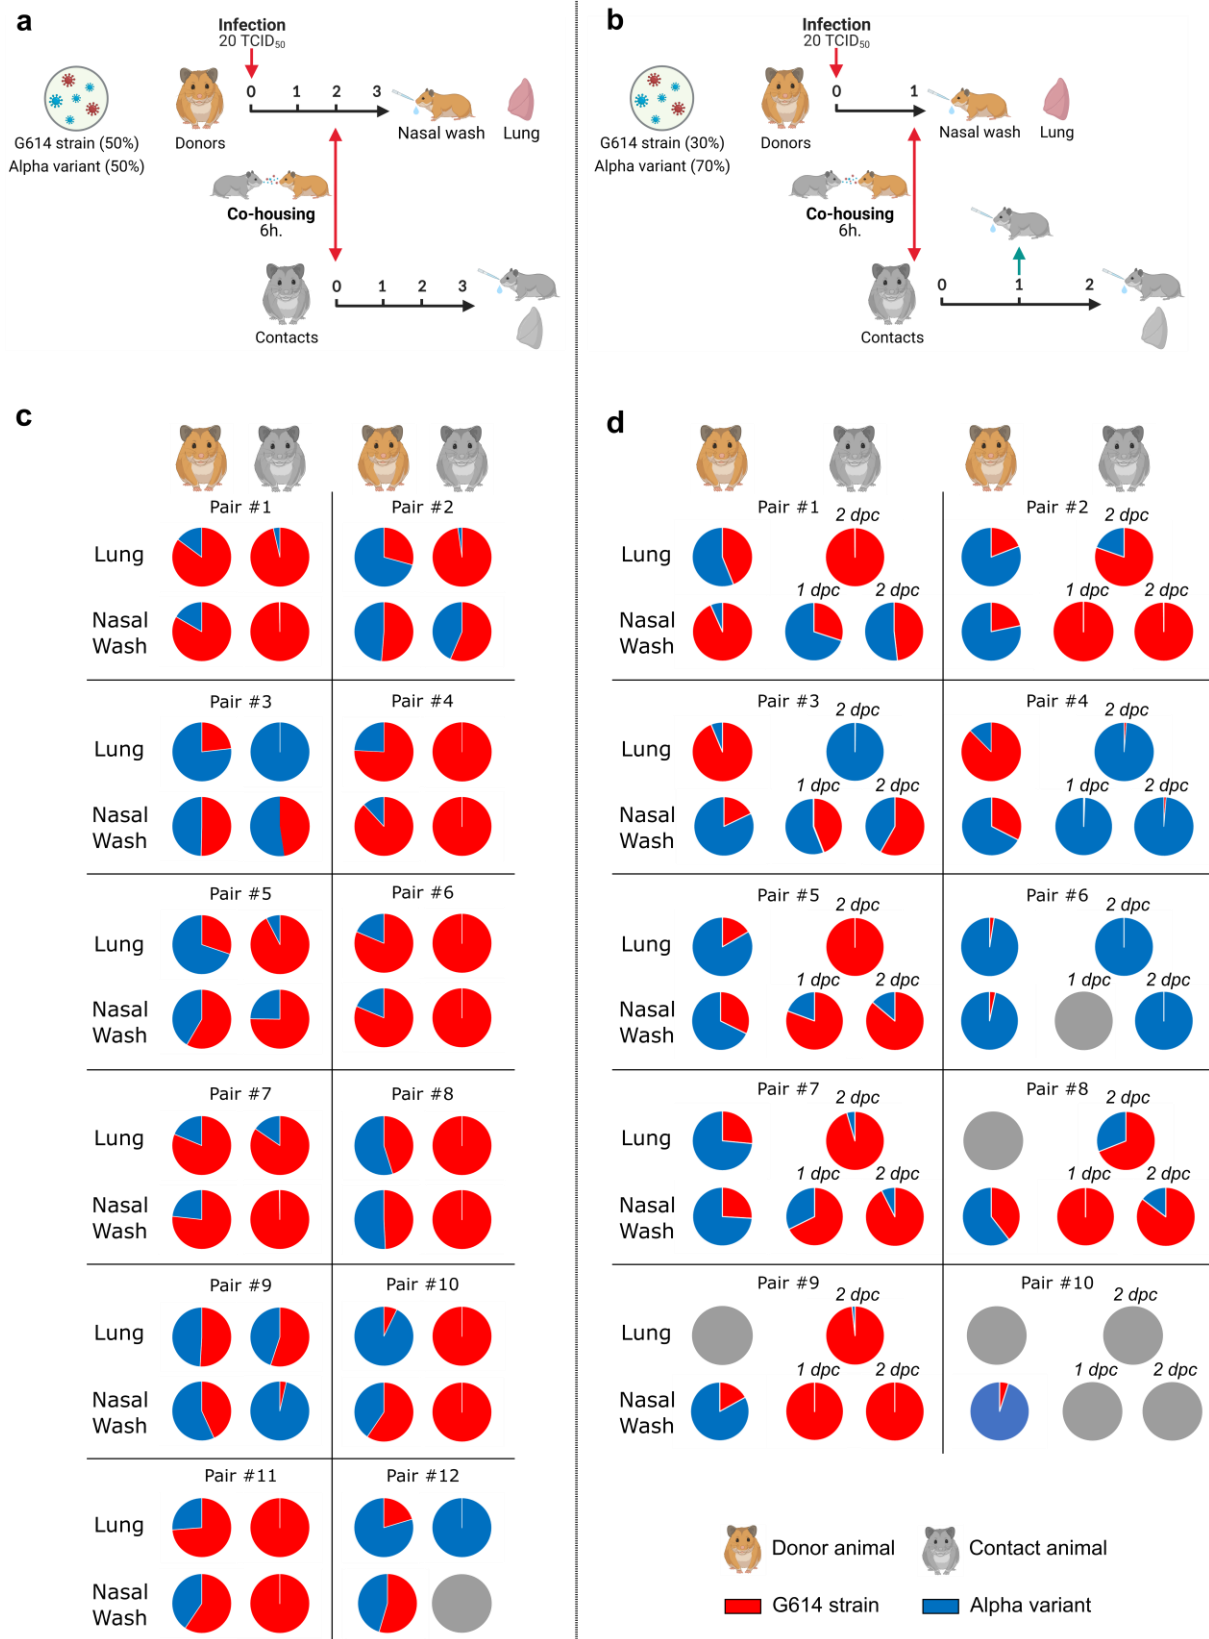 a
Infection
20 TCID50
0 1 2 3
G614 strain (50%)
Alpha variant (50%)
Donors
Nasal wash
Lung
Co-housing
6h.
0 1 2 3
Contacts
b
Infection
20 TCID50
0 1
G614 strain (30%)
Alpha variant (70%)
Donors
Nasal wash
Lung
Co-housing
6h.
0 1 2
Contacts
c
Pair #1 Pair #2
Lung
Nasal
Wash
Pair #3 Pair #4
Lung
Nasal
Wash
Pair #5 Pair #6
Lung
Nasal
Wash
Pair #7 Pair #8
Lung
Nasal
Wash
Pair #9 Pair #10
Lung
Nasal
Wash
Pair #11 Pair #12
Lung
Nasal
Wash
d
Pair #1 Pair #2
2 dpc 2 dpc
Lung
1 dpc 2 dpc 1 dpc 2 dpc
Nasal
Wash
Pair #3 Pair #4
2 dpc 2 dpc
Lung
1 dpc 2 dpc 1 dpc 2 dpc
Nasal
Wash
Pair #5 Pair #6
2 dpc 2 dpc
Lung
1 dpc 2 dpc 1 dpc 2 dpc
Nasal
Wash
Pair #7 Pair #8
2 dpc 2 dpc
Lung
1 dpc 2 dpc 1 dpc 2 dpc
Nasal
Wash
Pair #9 Pair #10
2 dpc 2 dpc
Lung
1 dpc 2 dpc 1 dpc 2 dpc
Nasal
Wash
Donor animal Contact animal
G614 strain Alpha variant